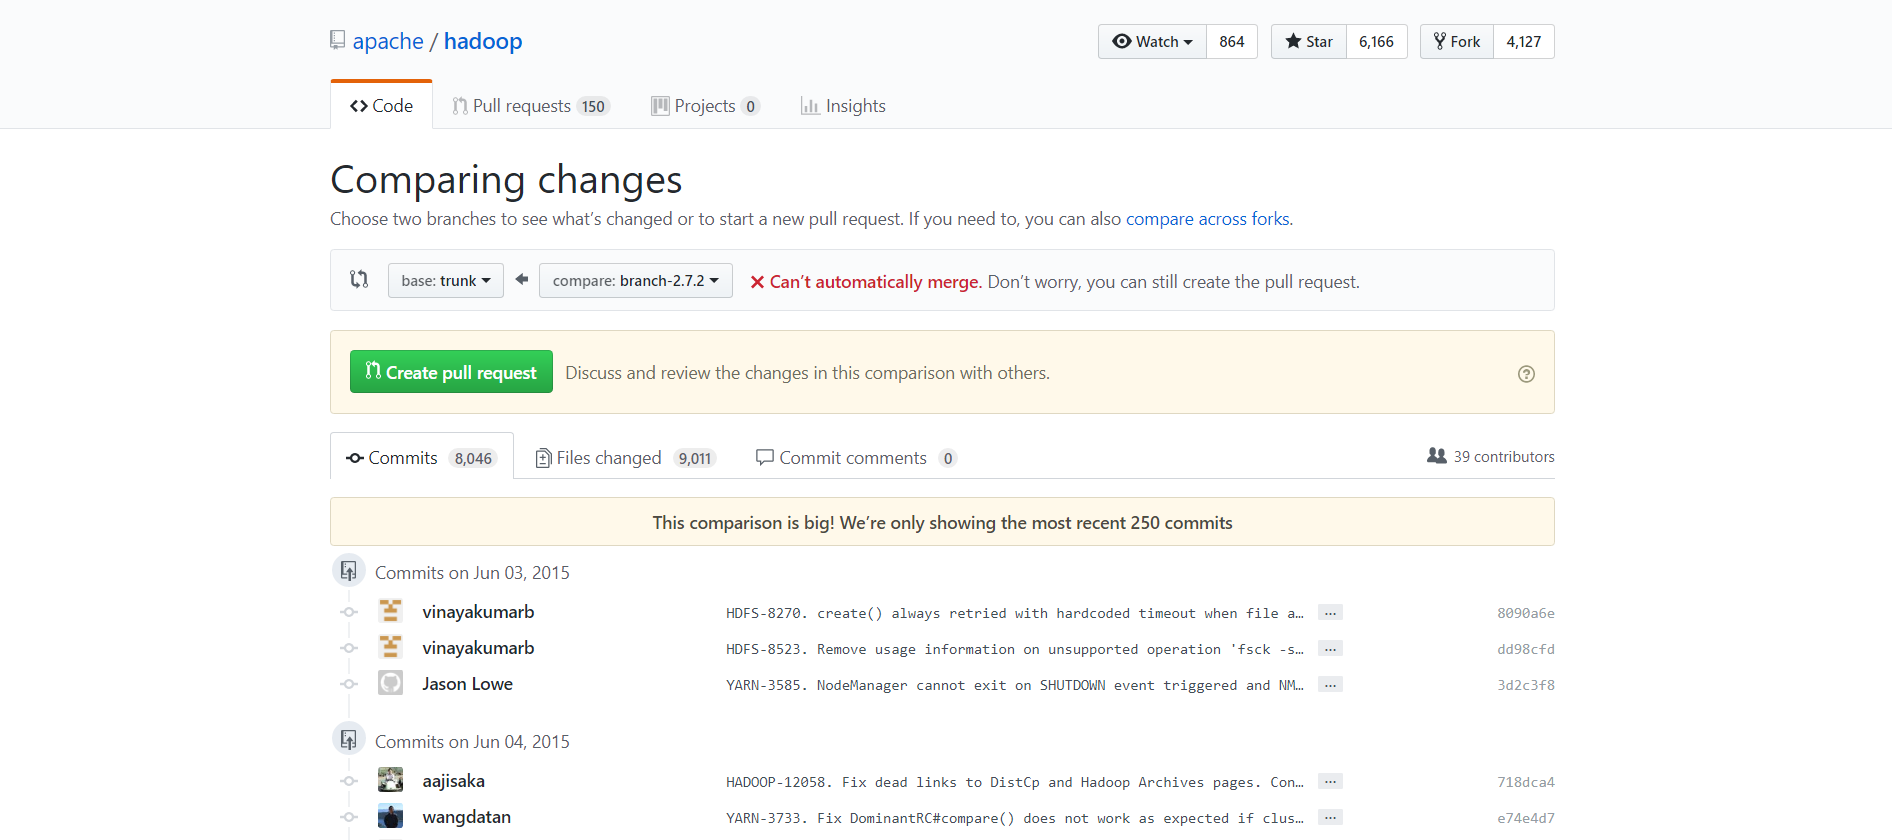 apache / hadoop
Watch 864 Star 6,166 Fork 4,127
Code Pull requests 150 Projects 0 Insights
Comparing changes
Choose two branches to see what’s changed or to start a new pull request. If you need to, you can also compare across forks.
base: trunk compare: branch-2.7.2 Can’t automatically merge. Don’t worry, you can still create the pull request.
Create pull request Discuss and review the changes in this comparison with others.
Commits 8,046 Files changed 9,011 Commit comments 0 39 contributors
This comparison is big! We’re only showing the most recent 250 commits
Commits on Jun 03, 2015
vinayakumarb HDFS-8270. create() always retried with hardcoded timeout when file a… … 8090a6e
vinayakumarb HDFS-8523. Remove usage information on unsupported operation 'fsck -s… … dd98cfd
Jason Lowe YARN-3585. NodeManager cannot exit on SHUTDOWN event triggered and NM… … 3d2c3f8
Commits on Jun 04, 2015
aajisaka HADOOP-12058. Fix dead links to DistCp and Hadoop Archives pages. Con… … 718dca4
wangdatan YARN-3733. Fix DominantRC#compare() does not work as expected if clus… … e74e4d7